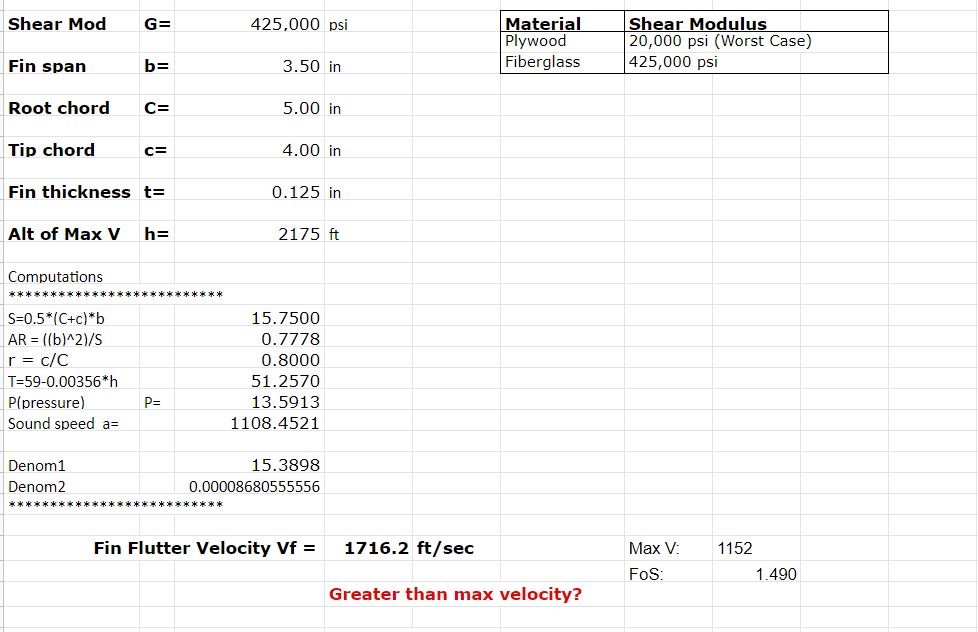 Shear Mod G= 425,000 psi
Material Shear Modulus
Plywood 20,000 psi (Worst Case)
Fiberglass 425,000 psi
Fin span b= 3.50 in
Root chord C= 5.00 in
Tip chord c= 4.00 in
Fin thickness t= 0.125 in
Alt of Max V h= 2175 ft
Computations
**************************
S=0.5*(C+c)*b 15.7500
AR = ((b)^2)/S 0.7778
r = c/C 0.8000
T=59-0.00356*h 51.2570
P(pressure) P= 13.5913
Sound speed a= 1108.4521
Denom1 15.3898
Denom2 0.00008680555556
**************************
Fin Flutter Velocity Vf = 1716.2 ft/sec Max V: 1152
FoS: 1.490
Greater than max velocity?